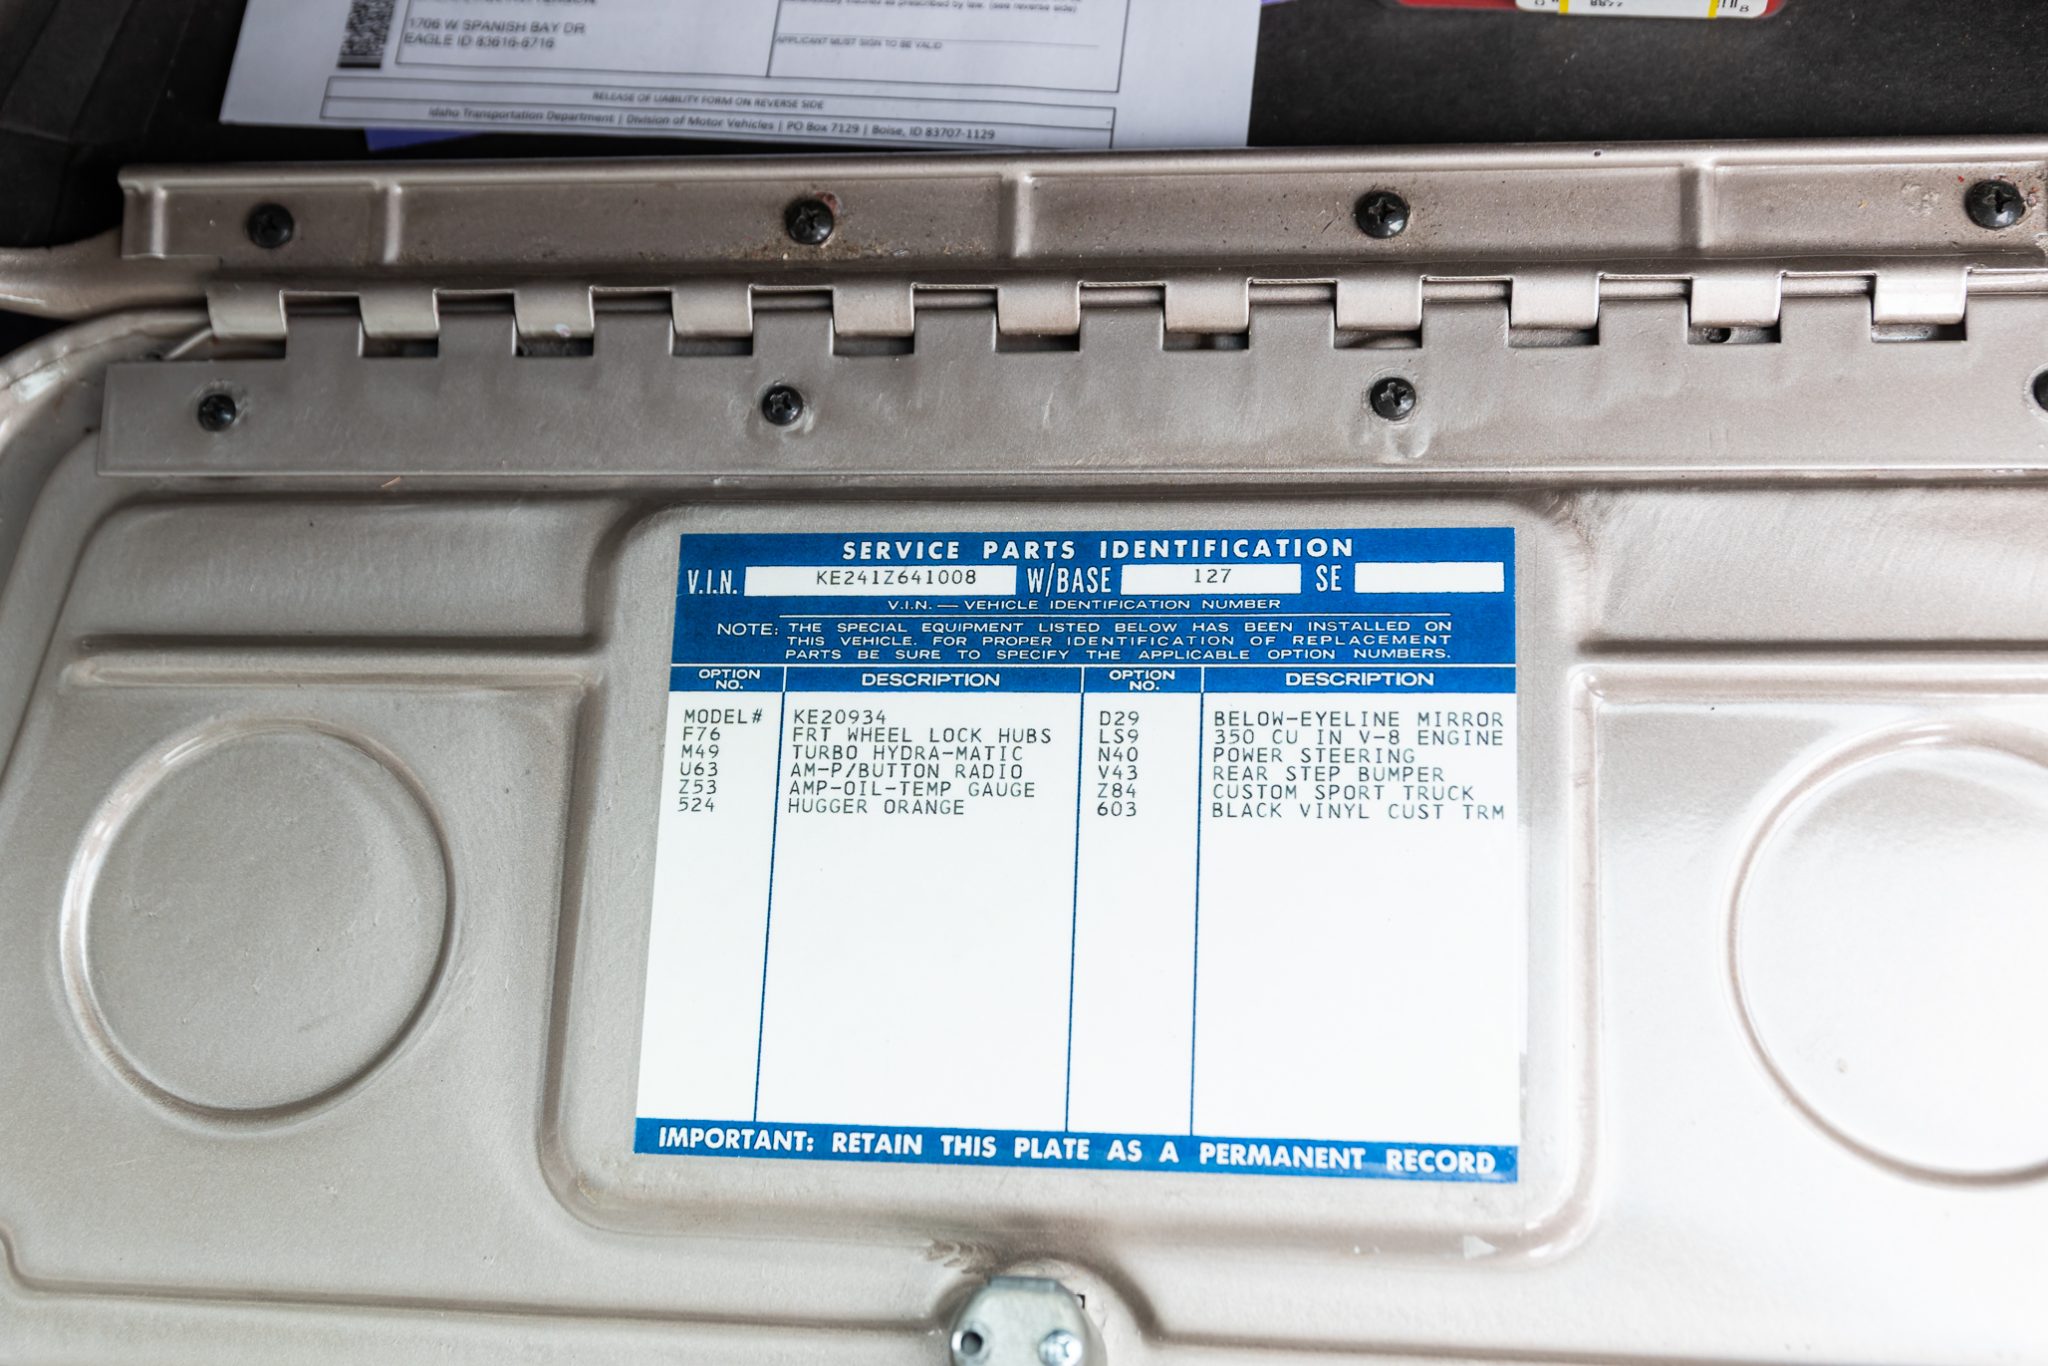 1706 W SPANISH BAY DR
EAGLE ID 83616-6716
APPLICANT MUST SIGN TO BE VALID
RELEASE OF LIABILITY FORM ON REVERSE SIDE
Idaho Transportation Department | Division of Motor Vehicles | PO Box 7129 | Boise, ID 83707-1129
SERVICE PARTS IDENTIFICATION
V.I.N. KE241Z641008 W/BASE 127 SE
V.I.N. — VEHICLE IDENTIFICATION NUMBER
NOTE: THE SPECIAL EQUIPMENT LISTED BELOW HAS BEEN INSTALLED ON
THIS VEHICLE. FOR PROPER IDENTIFICATION OF REPLACEMENT
PARTS BE SURE TO SPECIFY THE APPLICABLE OPTION NUMBERS.
OPTION NO. DESCRIPTION OPTION NO. DESCRIPTION
MODEL# KE20934
F76 FRT WHEEL LOCK HUBS D29 BELOW-EYELINE MIRROR
M49 TURBO HYDRA-MATIC LS9 350 CU IN V-8 ENGINE
U63 AM-P/BUTTON RADIO N40 POWER STEERING
Z53 AMP-OIL-TEMP GAUGE V43 REAR STEP BUMPER
524 HUGGER ORANGE Z84 CUSTOM SPORT TRUCK
603 BLACK VINYL CUST TRM
IMPORTANT: RETAIN THIS PLATE AS A PERMANENT RECORD